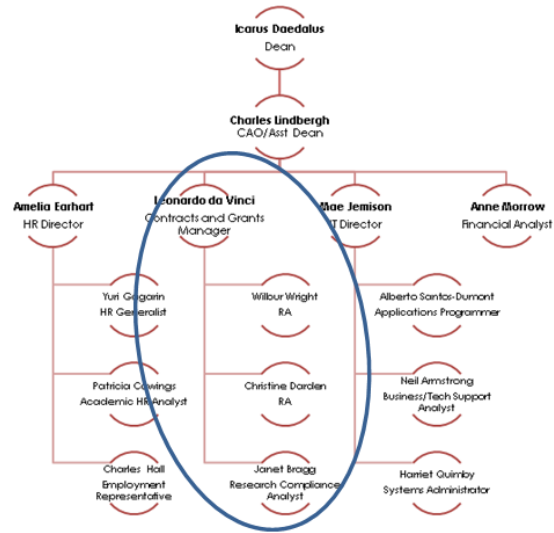 Icarus Daedalus
Dean
Charles Lindbergh
CAO/Asst Dean
Amelia Earhart
HR Director
Leonardo da Vinci
Contracts and Grants
Manager
Mae Jemison
IT Director
Anne Morrow
Financial Analyst
Yuri Gagarin
HR Generalist
Wilbur Wright
RA
Alberto Santos-Dumont
Applications Programmer
Patricia Cowings
Academic HR Analyst
Christine Darden
RA
Neil Armstrong
Business/Tech Support
Analyst
Charles Hall
Employment
Representative
Janet Bragg
Research Compliance
Analyst
Harriet Quimby
Systems Administrator